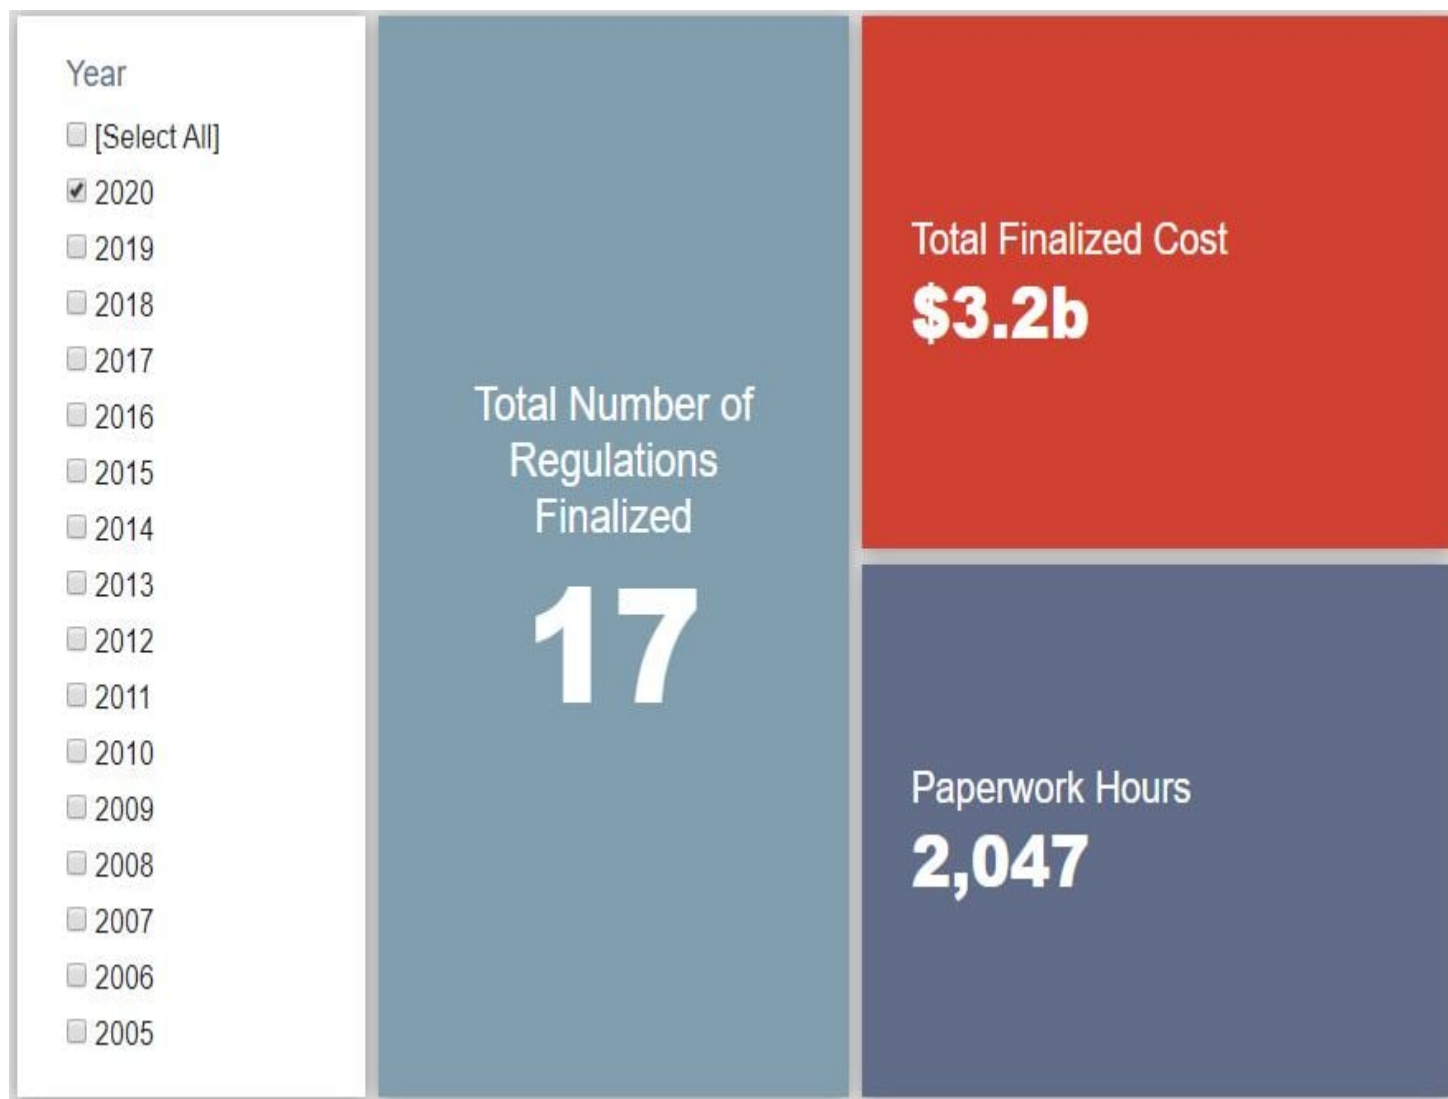 Year
[Select All]
2020
2019
2018
2017
2016
2015
2014
2013
2012
2011
2010
2009
2008
2007
2006
2005
Total Number of
Regulations
Finalized
17
Total Finalized Cost
$3.2b
Paperwork Hours
2,047